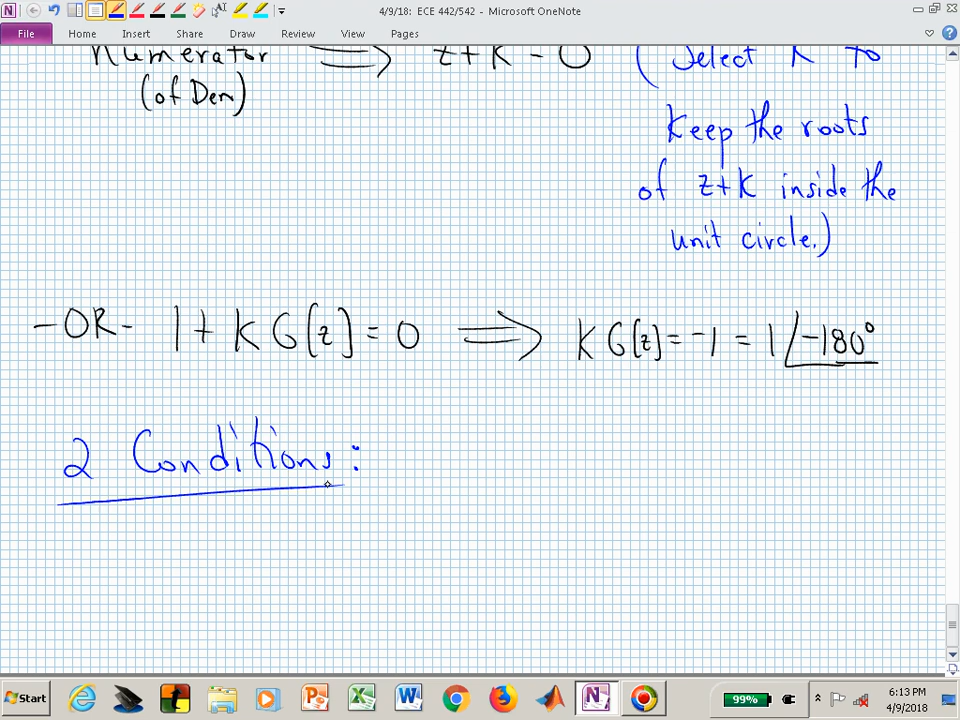 4/9/18: ECE 442/542 - Microsoft OneNote
File Home Insert Share Draw Review View Pages
Numerator ⟹ z+K = 0 (Select K to
(of Den)
Keep the roots
of z+K inside the
unit circle.)
-OR- 1+KG(z)=0 ⟹ KG(z)=-1 = 1∠-180°
2 Conditions:
Start 99% 6:13 PM
4/9/2018